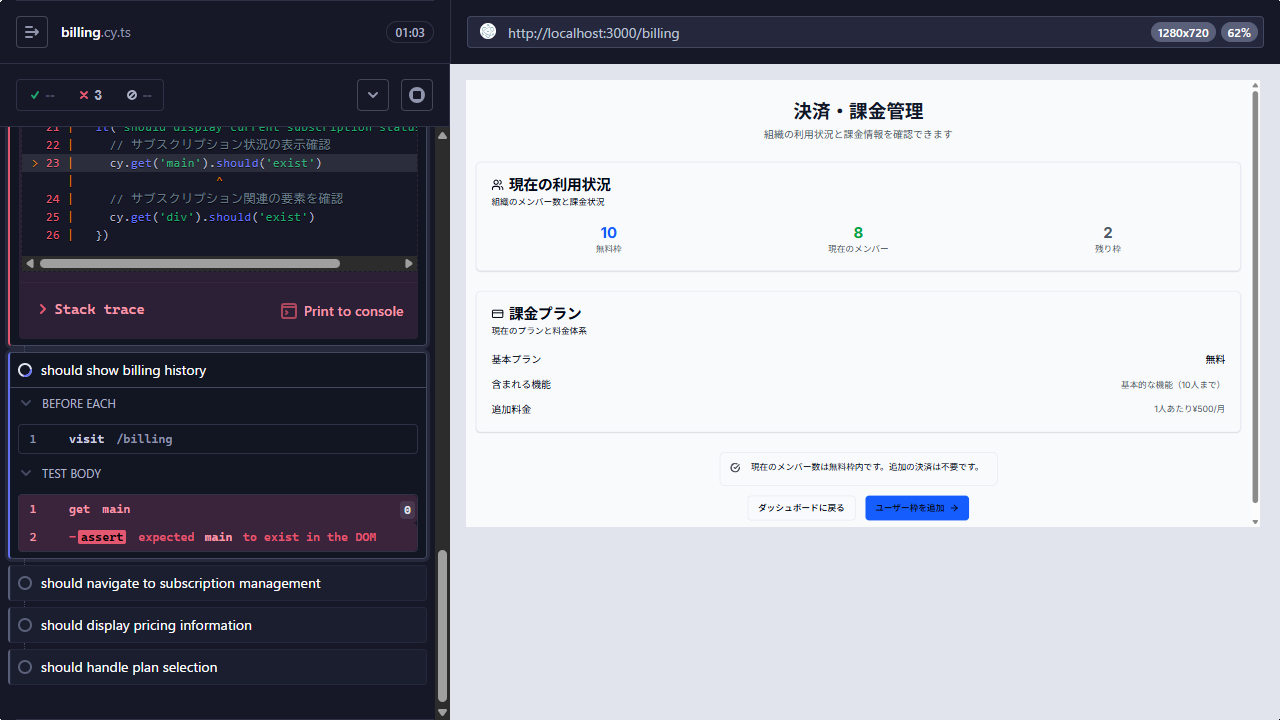 billing.cy.ts
01:03
--
3
--
21 | it('should display current subscription status
22 | // サブスクリプション状況の表示確認
> 23 | cy.get('main').should('exist')
| ^
24 | // サブスクリプション関連の要素を確認
25 | cy.get('div').should('exist')
26 | })
Stack trace
Print to console
should show billing history
BEFORE EACH
1 visit /billing
TEST BODY
1 get main 0
2 -assert expected main to exist in the DOM
should navigate to subscription management
should display pricing information
should handle plan selection
http://localhost:3000/billing
1280x720
62%
決済・課金管理
組織の利用状況と課金情報を確認できます
現在の利用状況
組織のメンバー数と課金状況
10
無料枠
8
現在のメンバー
2
残り枠
課金プラン
現在のプランと料金体系
基本プラン 無料
含まれる機能 基本的な機能（10人まで）
追加料金 1人あたり¥500/月
現在のメンバー数は無料枠内です。追加の決済は不要です。
ダッシュボードに戻る
ユーザー枠を追加 →